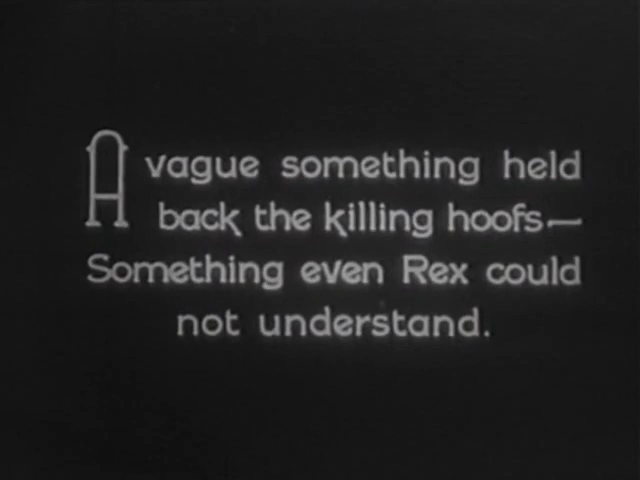 A vague something held
back the killing hoofs—
Something even Rex could
not understand.